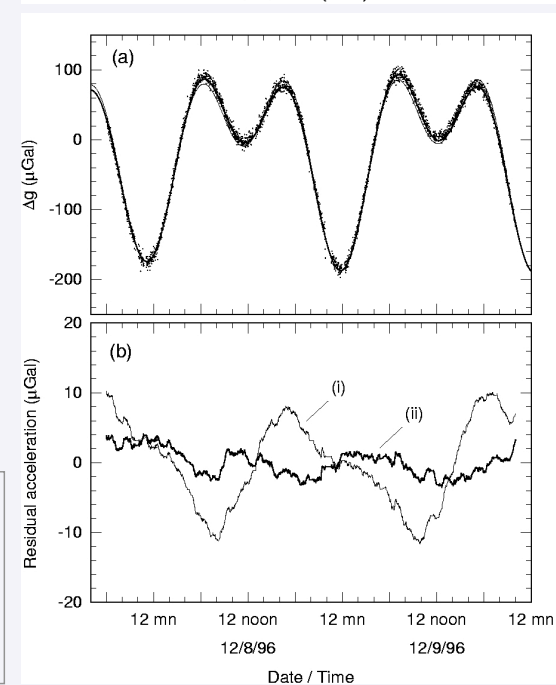 (a)
100
0
-100
-200
Δg (µGal)
(b)
20
10
0
-10
-20
Residual acceleration (µGal)
(i)
(ii)
12 mn 12 noon 12 mn 12 noon 12 mn
12/8/96 12/9/96
Date / Time